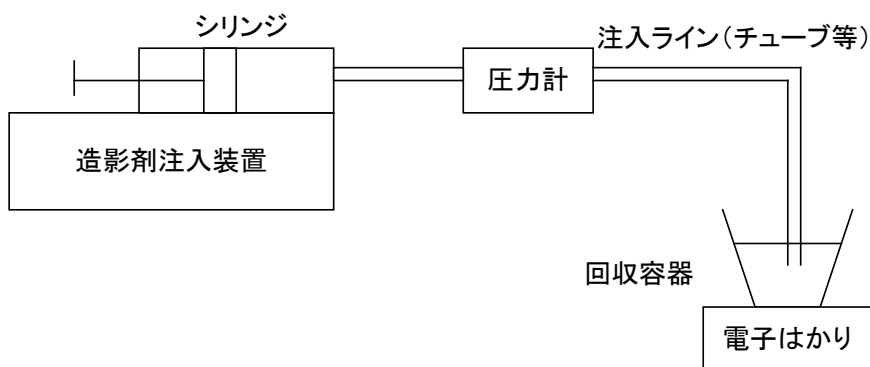 シリンジ
注入ライン(チューブ等)
圧力計
造影剤注入装置
回収容器
電子はかり